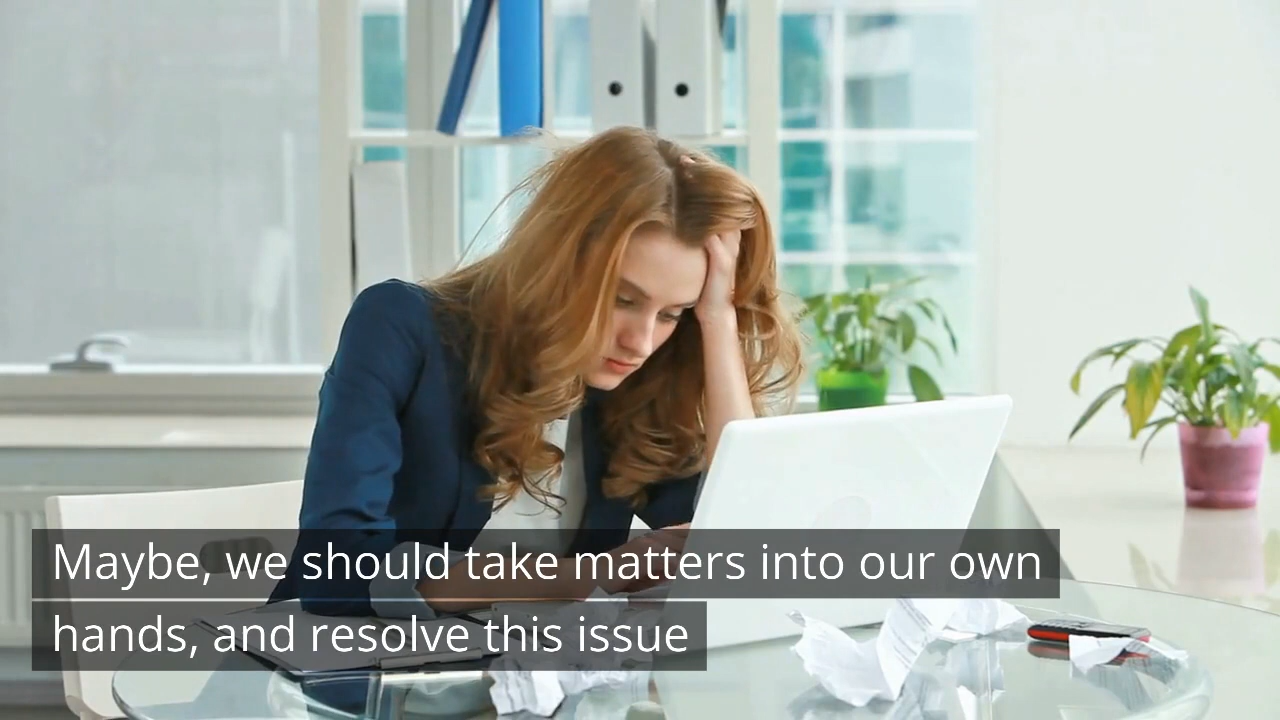 Maybe, we should take matters into our own
hands, and resolve this issue